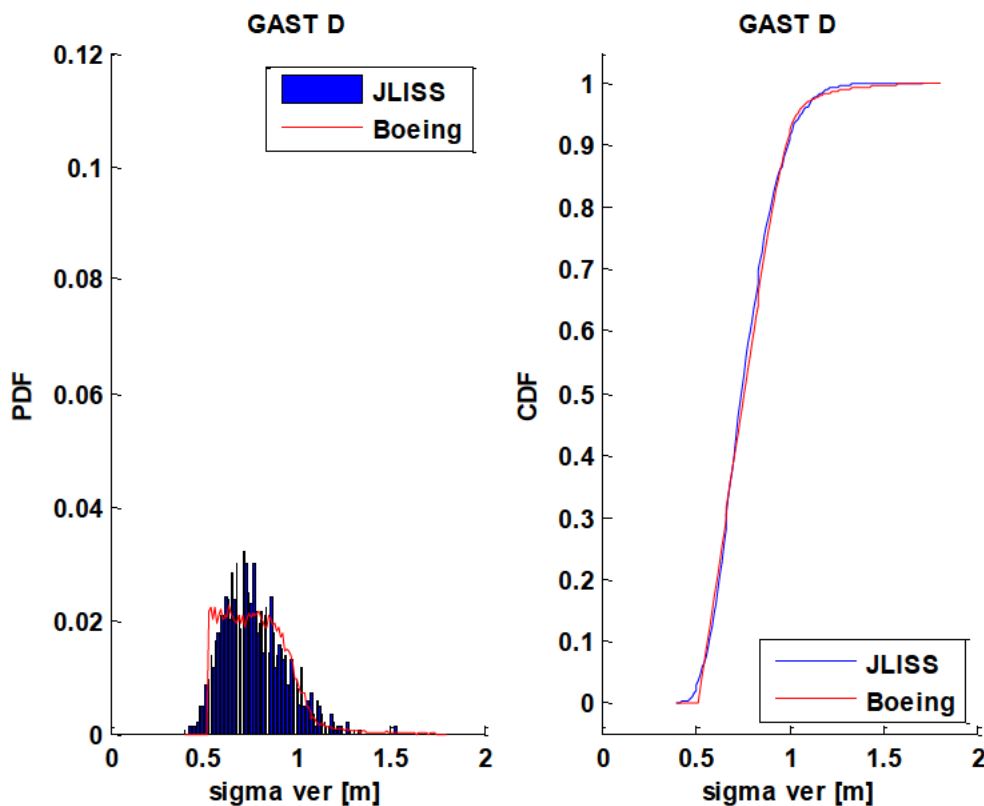 GAST D
0.12
0.1
0.08
0.06
0.04
0.02
0
PDF
0 0.5 1 1.5 2
sigma ver [m]
JLISS
Boeing
GAST D
1
0.9
0.8
0.7
0.6
0.5
0.4
0.3
0.2
0.1
0
CDF
0 0.5 1 1.5 2
sigma ver [m]
JLISS
Boeing